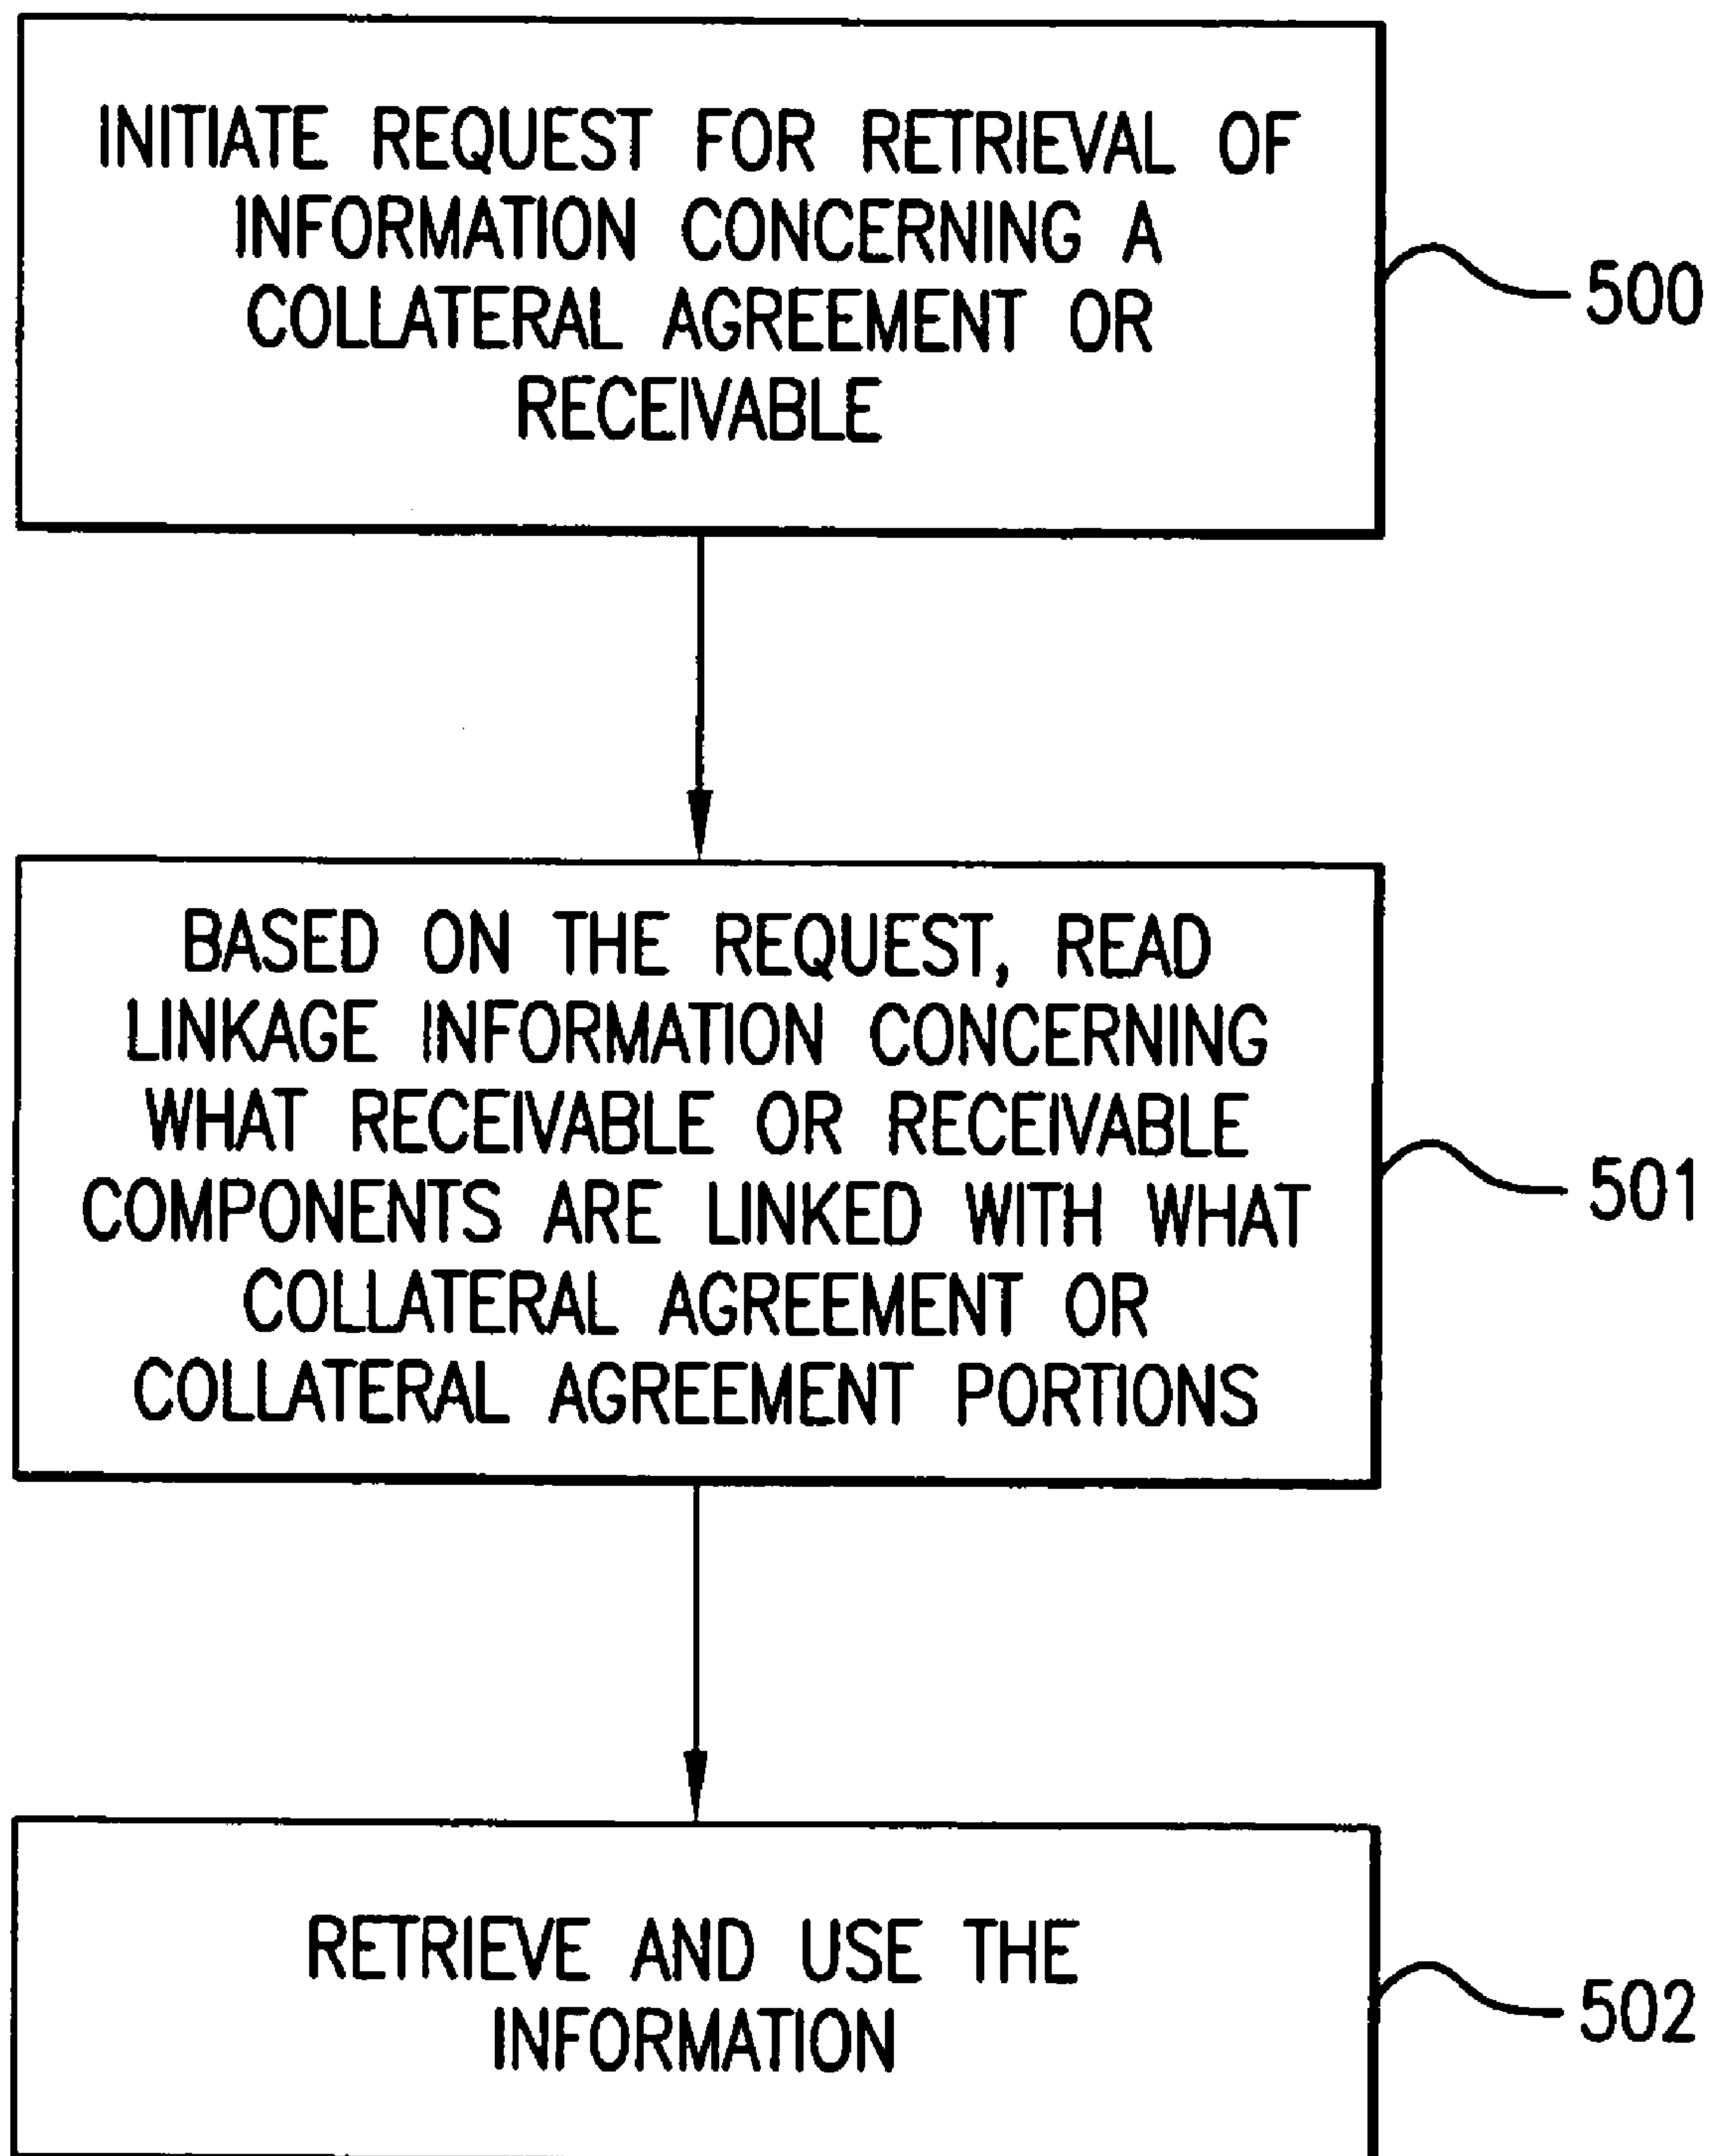 INITIATE REQUEST FOR RETRIEVAL OF
INFORMATION CONCERNING A
COLLATERAL AGREEMENT OR
RECEIVABLE
500
BASED ON THE REQUEST, READ
LINKAGE INFORMATION CONCERNING
WHAT RECEIVABLE OR RECEIVABLE
COMPONENTS ARE LINKED WITH WHAT
COLLATERAL AGREEMENT OR
COLLATERAL AGREEMENT PORTIONS
501
RETRIEVE AND USE THE
INFORMATION
502